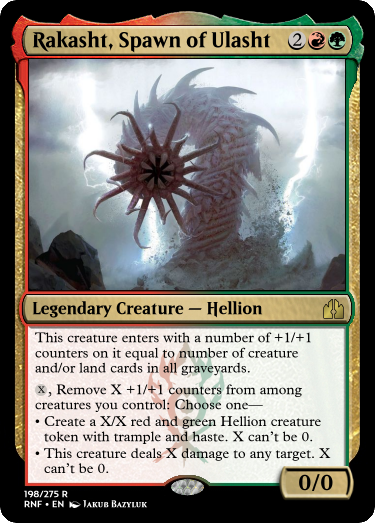 Rakasht, Spawn of Ulasht 2
Legendary Creature — Hellion
This creature enters with a number of +1/+1
counters on it equal to number of creature
and/or land cards in all graveyards.
X, Remove X +1/+1 counters from among
creatures you control: Choose one—
• Create a X/X red and green Hellion creature
token with trample and haste. X can't be 0.
• This creature deals X damage to any target. X
can't be 0.
0/0
198/275 R
RNF • EN Jakub Bazyluk